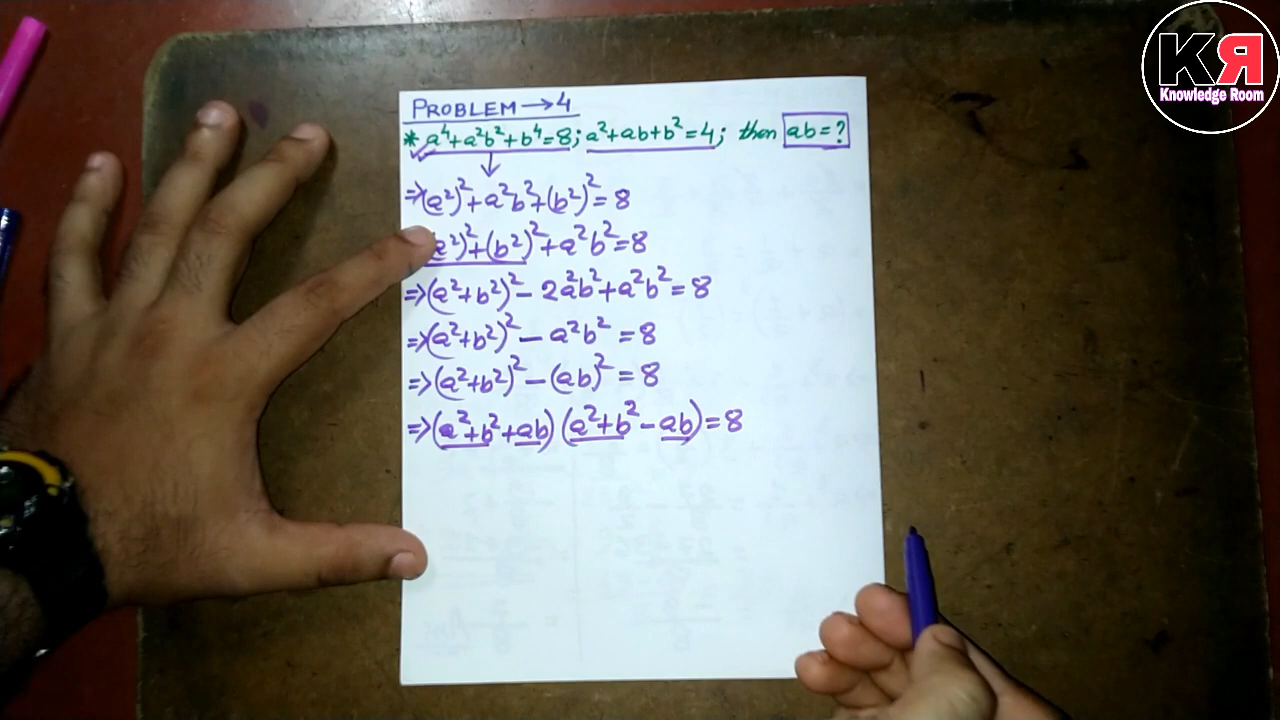 KЯ
Knowledge Room
PROBLEM → 4
* a⁴+a²b²+b⁴=8; a²+ab+b²=4; then ab=?
⇒(a²)²+a²b²+(b²)²=8
(a²)²+(b²)²+a²b²=8
⇒(a²+b²)²-2a²b²+a²b²=8
⇒(a²+b²)²-a²b²=8
⇒(a²+b²)²-(ab)²=8
⇒(a²+b²+ab)(a²+b²-ab)=8